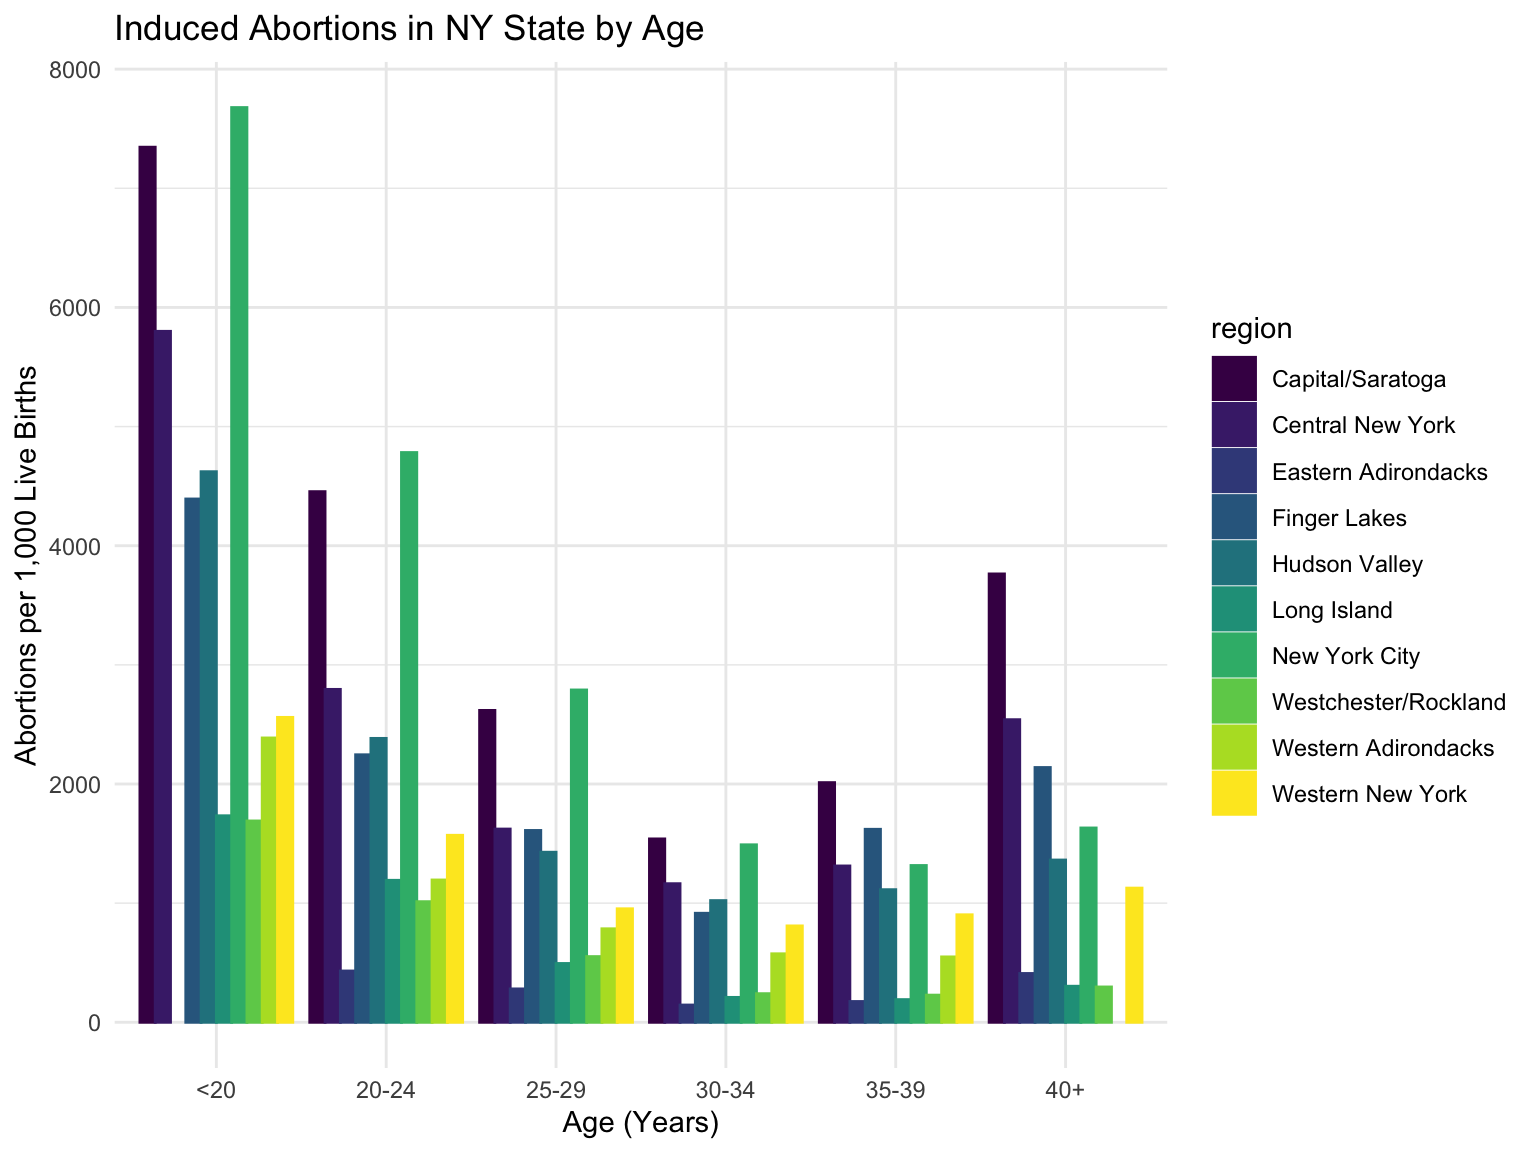 Induced Abortions in NY State by Age
8000
6000
4000
2000
0
Abortions per 1,000 Live Births
<20
20-24
25-29
30-34
35-39
40+
Age (Years)
region
Capital/Saratoga
Central New York
Eastern Adirondacks
Finger Lakes
Hudson Valley
Long Island
New York City
Westchester/Rockland
Western Adirondacks
Western New York